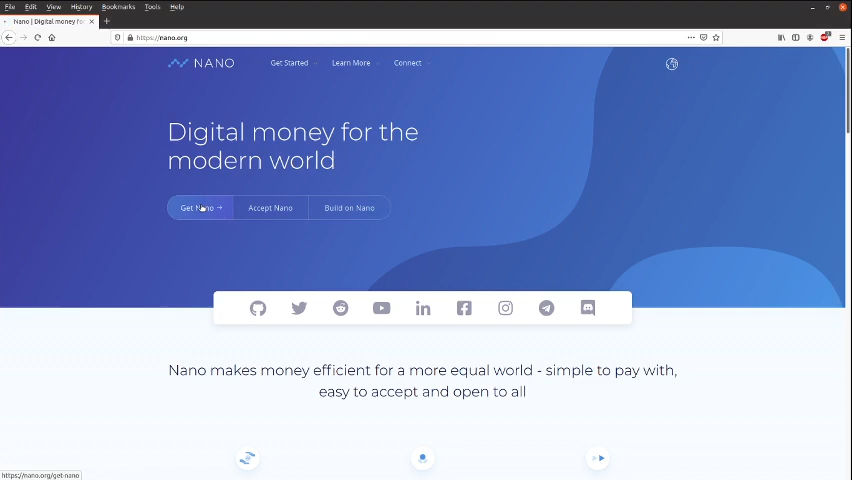 File Edit View History Bookmarks Tools Help
Nano | Digital money for
https://nano.org
NANO
Get Started
Learn More
Connect
Digital money for the
modern world
Get Nano →
Accept Nano
Build on Nano
Nano makes money efficient for a more equal world - simple to pay with,
easy to accept and open to all
https://nano.org/get-nano